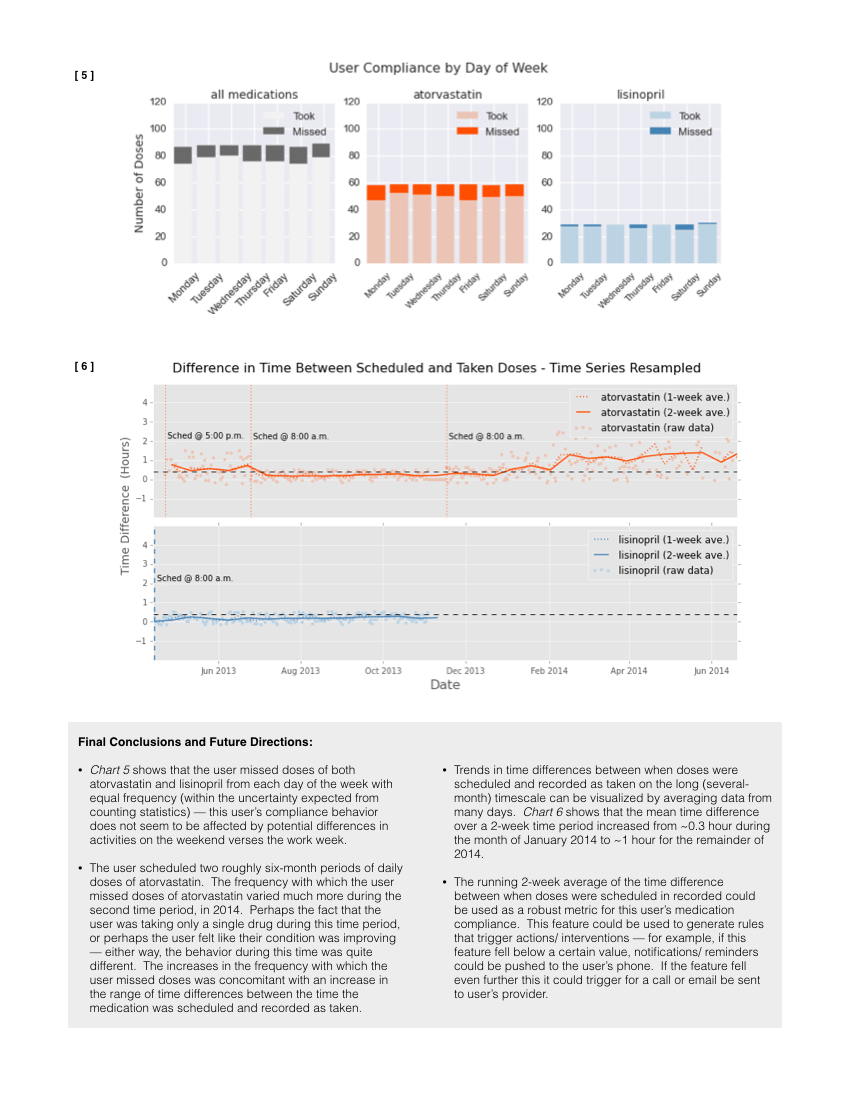 [ 5 ]
User Compliance by Day of Week
all medications
atorvastatin
lisinopril
Number of Doses
120
100
80
60
40
20
0
Took
Missed
Monday
Tuesday
Wednesday
Thursday
Friday
Saturday
Sunday
120
100
80
60
40
20
0
Took
Missed
Monday
Tuesday
Wednesday
Thursday
Friday
Saturday
Sunday
120
100
80
60
40
20
0
Took
Missed
Monday
Tuesday
Wednesday
Thursday
Friday
Saturday
Sunday
[ 6 ]
Difference in Time Between Scheduled and Taken Doses - Time Series Resampled
Time Difference (Hours)
4
3
2
1
0
−1
Sched @ 5:00 p.m.
Sched @ 8:00 a.m.
Sched @ 8:00 a.m.
atorvastatin (1-week ave.)
atorvastatin (2-week ave.)
atorvastatin (raw data)
4
3
2
1
0
−1
Sched @ 8:00 a.m.
lisinopril (1-week ave.)
lisinopril (2-week ave.)
lisinopril (raw data)
Jun 2013
Aug 2013
Oct 2013
Dec 2013
Feb 2014
Apr 2014
Jun 2014
Date
Final Conclusions and Future Directions:
• Chart 5 shows that the user missed doses of both
atorvastatin and lisinopril from each day of the week with
equal frequency (within the uncertainty expected from
counting statistics) — this user's compliance behavior
does not seem to be affected by potential differences in
activities on the weekend verses the work week.
• The user scheduled two roughly six-month periods of daily
doses of atorvastatin. The frequency with which the user
missed doses of atorvastatin varied much more during the
second time period, in 2014. Perhaps the fact that the
user was taking only a single drug during this time period,
or perhaps the user felt like their condition was improving
— either way, the behavior during this time was quite
different. The increases in the frequency with which the
user missed doses was concomitant with an increase in
the range of time differences between the time the
medication was scheduled and recorded as taken.
• Trends in time differences between when doses were
scheduled and recorded as taken on the long (several-
month) timescale can be visualized by averaging data from
many days. Chart 6 shows that the mean time difference
over a 2-week time period increased from ~0.3 hour during
the month of January 2014 to ~1 hour for the remainder of
2014.
• The running 2-week average of the time difference
between when doses were scheduled in recorded could
be used as a robust metric for this user's medication
compliance. This feature could be used to generate rules
that trigger actions/ interventions — for example, if this
feature fell below a certain value, notifications/ reminders
could be pushed to the user's phone. If the feature fell
even further this it could trigger for a call or email be sent
to user's provider.